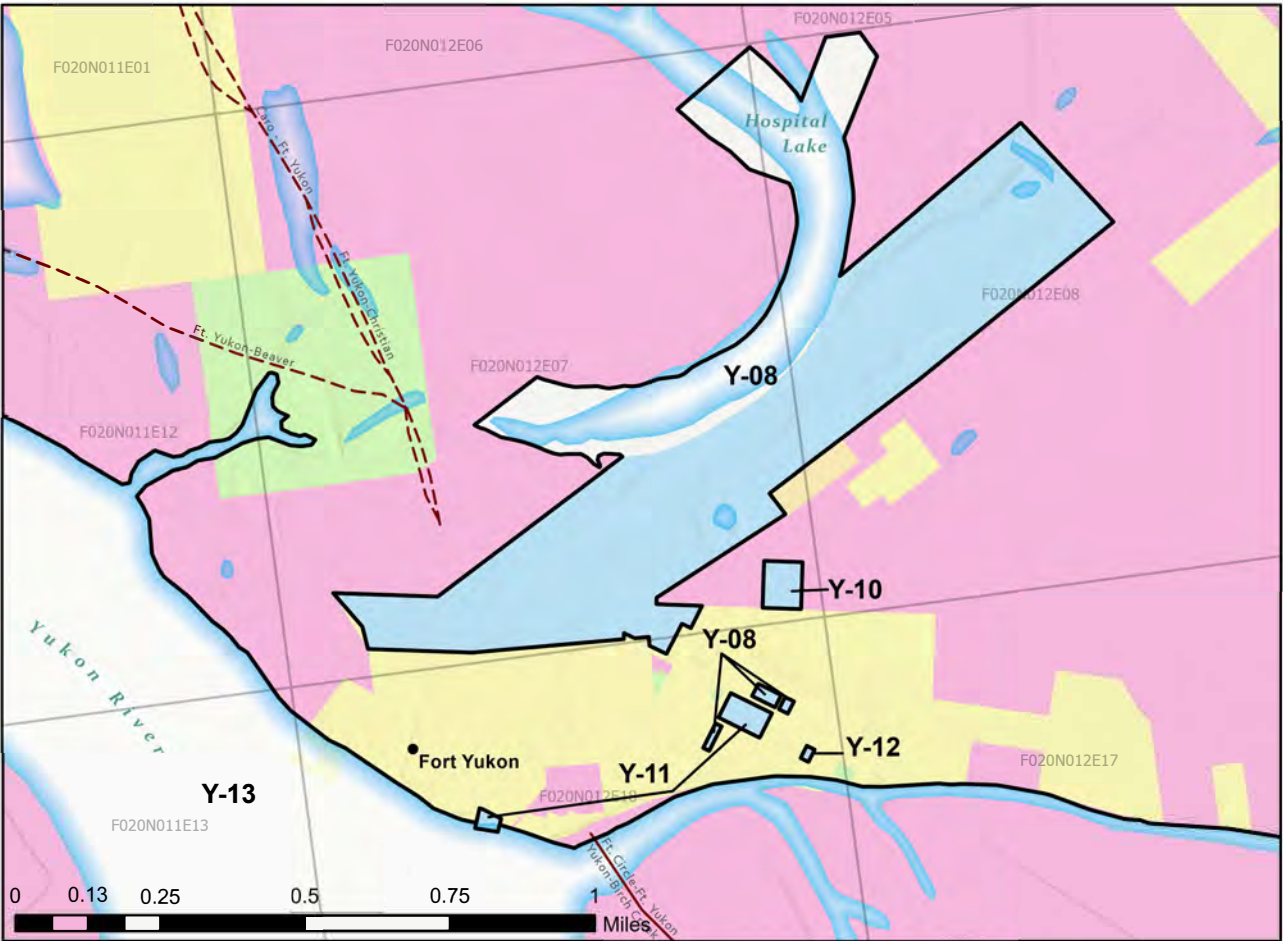 F020N012E05
F020N012E06
F020N011E01
Hospital
Lake
Caro - Ft. Yukon
Ft. Yukon-Christian
F020N012E08
Ft. Yukon-Beaver
F020N012E07
Y-08
F020N011E12
Y-10
Y-08
Yukon River
Y-12
Fort Yukon
F020N012E17
Y-11
Y-13
F020N012E18
F020N011E13
Ft. Circle-Ft. Yukon
Yukon-Birch Creek
0 0.13 0.25 0.5 0.75 1
Miles